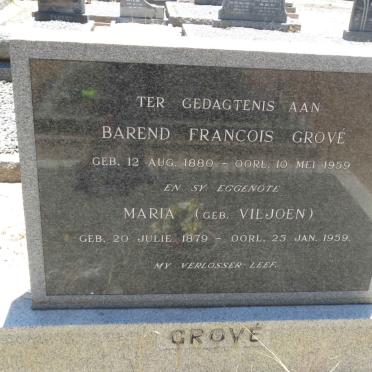 TER GEDAGTENIS AAN
BAREND FRANCOIS GROVÉ
GEB. 12 AUG. 1880 – OORL. 10 MEI 1959
EN SY EGGENOTE
MARIA (GEB. VILJOEN)
GEB. 20 JULIE 1879 – OORL. 25 JAN. 1959.
MY VERLOSSER LEEF.
GROVÉ